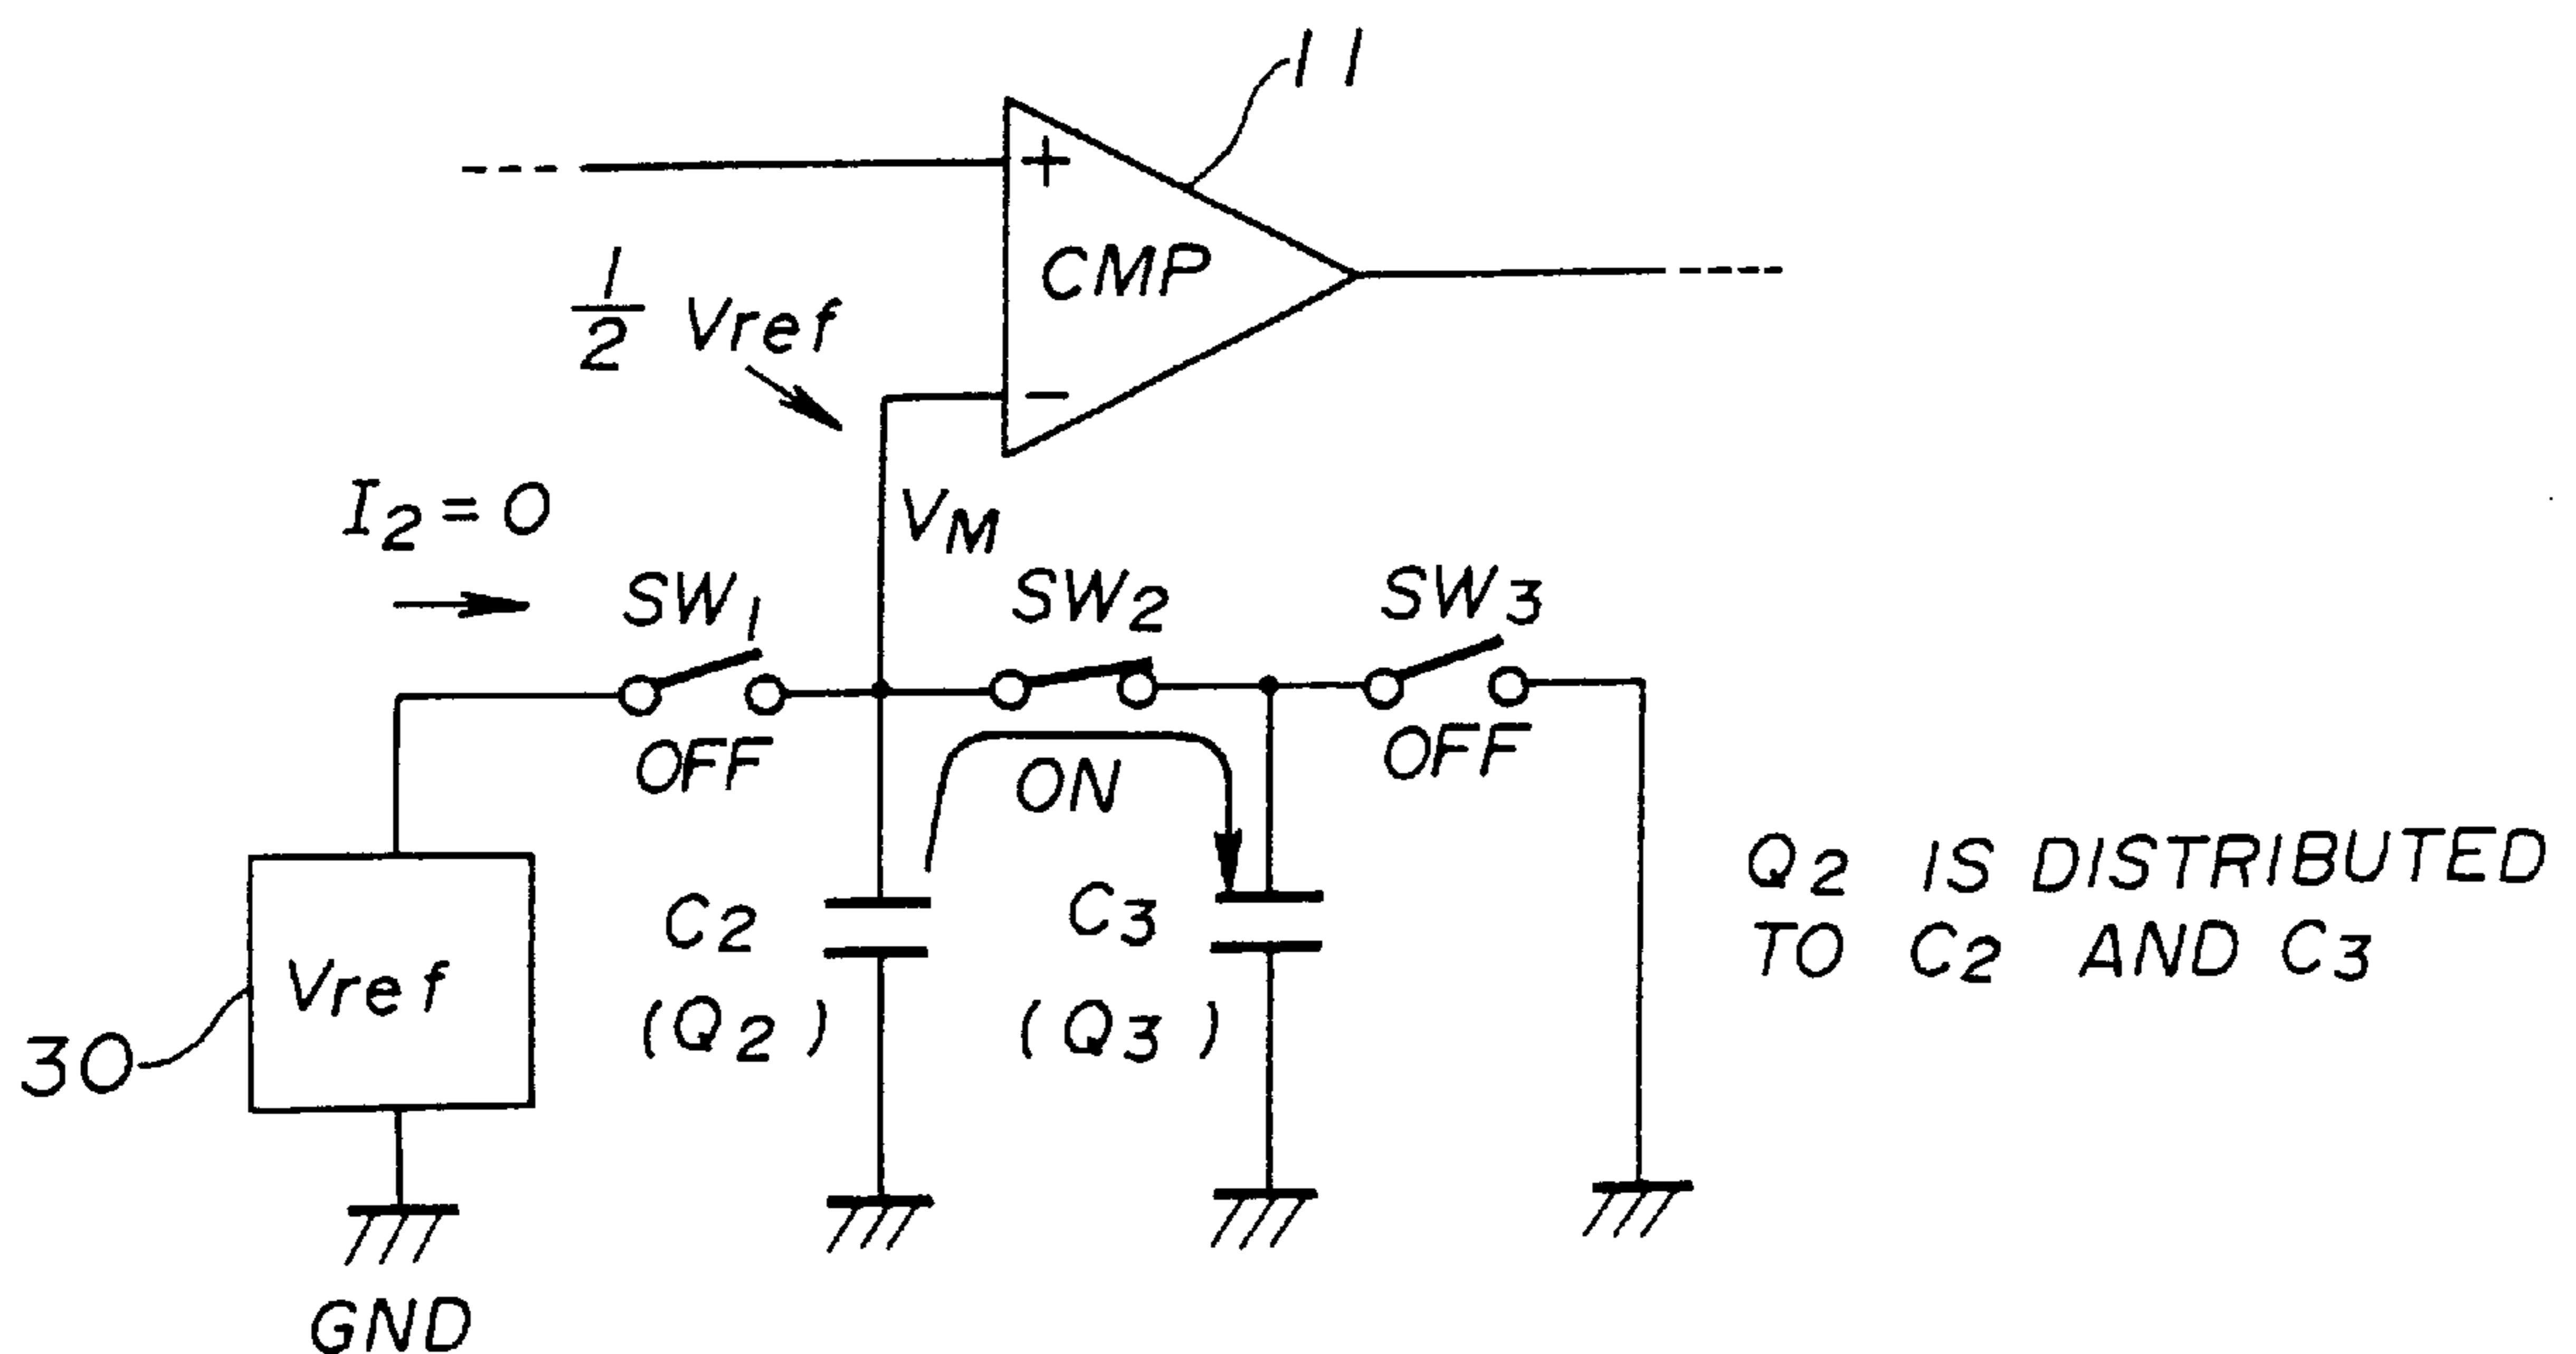 11
+
CMP
1/2 Vref
−
I2 = 0
VM
SW1
SW2
SW3
OFF
ON
OFF
Q2 IS DISTRIBUTED
TO C2 AND C3
C2
C3
Vref
(Q2)
(Q3)
30
GND